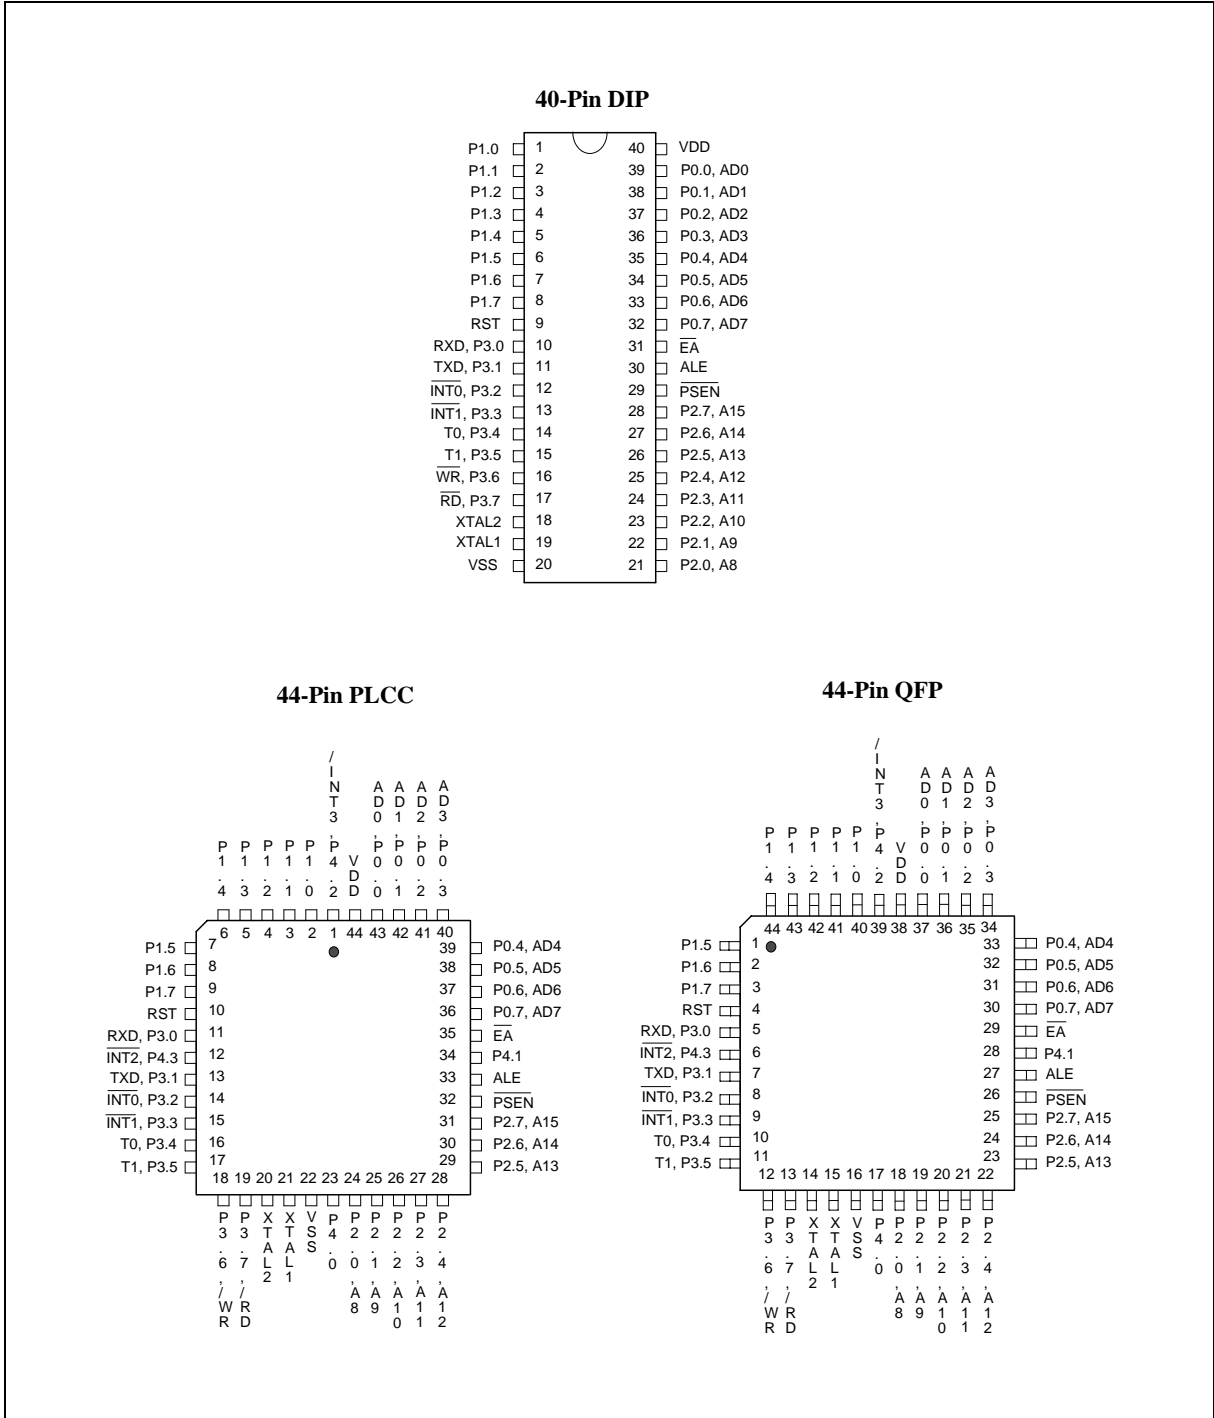 40-Pin DIP
P1.0 1 40 VDD
P1.1 2 39 P0.0, AD0
P1.2 3 38 P0.1, AD1
P1.3 4 37 P0.2, AD2
P1.4 5 36 P0.3, AD3
P1.5 6 35 P0.4, AD4
P1.6 7 34 P0.5, AD5
P1.7 8 33 P0.6, AD6
RST 9 32 P0.7, AD7
RXD, P3.0 10 31 EA
TXD, P3.1 11 30 ALE
INT0, P3.2 12 29 PSEN
INT1, P3.3 13 28 P2.7, A15
T0, P3.4 14 27 P2.6, A14
T1, P3.5 15 26 P2.5, A13
WR, P3.6 16 25 P2.4, A12
RD, P3.7 17 24 P2.3, A11
XTAL2 18 23 P2.2, A10
XTAL1 19 22 P2.1, A9
VSS 20 21 P2.0, A8
44-Pin PLCC
P1.4
P1.3
P1.2
P1.1
P1.0
/INT3,P4.2
VDD
AD0,P0.0
AD1,P0.1
AD2,P0.2
AD3,P0.3
6 5 4 3 2 1 44 43 42 41 40
P1.5 7 39 P0.4, AD4
P1.6 8 38 P0.5, AD5
P1.7 9 37 P0.6, AD6
RST 10 36 P0.7, AD7
RXD, P3.0 11 35 EA
INT2, P4.3 12 34 P4.1
TXD, P3.1 13 33 ALE
INT0, P3.2 14 32 PSEN
INT1, P3.3 15 31 P2.7, A15
T0, P3.4 16 30 P2.6, A14
T1, P3.5 17 29 P2.5, A13
18 19 20 21 22 23 24 25 26 27 28
P3.6,/WR
P3.7,/RD
XTAL2
XTAL1
VSS
P4.0
P2.0,A8
P2.1,A9
P2.2,A10
P2.3,A11
P2.4,A12
44-Pin QFP
P1.4
P1.3
P1.2
P1.1
P1.0
/INT3,P4.2
VDD
AD0,P0.0
AD1,P0.1
AD2,P0.2
AD3,P0.3
44 43 42 41 40 39 38 37 36 35 34
P1.5 1 33 P0.4, AD4
P1.6 2 32 P0.5, AD5
P1.7 3 31 P0.6, AD6
RST 4 30 P0.7, AD7
RXD, P3.0 5 29 EA
INT2, P4.3 6 28 P4.1
TXD, P3.1 7 27 ALE
INT0, P3.2 8 26 PSEN
INT1, P3.3 9 25 P2.7, A15
T0, P3.4 10 24 P2.6, A14
T1, P3.5 11 23 P2.5, A13
12 13 14 15 16 17 18 19 20 21 22
P3.6,/WR
P3.7,/RD
XTAL2
XTAL1
VSS
P4.0
P2.0,A8
P2.1,A9
P2.2,A10
P2.3,A11
P2.4,A12